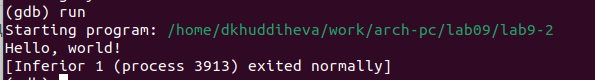 (gdb) run
Starting program: /home/dkhuddiheva/work/arch-pc/lab09/lab9-2
Hello, world!
[Inferior 1 (process 3913) exited normally]